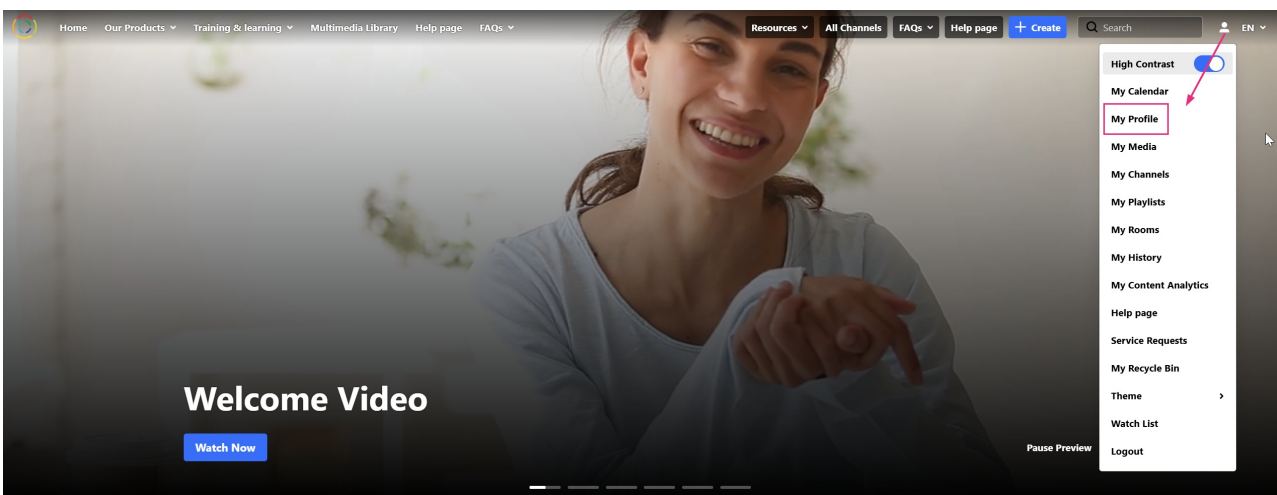 Home Our Products Training & learning Multimedia Library Help page FAQs Resources All Channels FAQs Help page + Create Search EN
High Contrast
My Calendar
My Profile
My Media
My Channels
My Playlists
My Rooms
My History
My Content Analytics
Help page
Service Requests
My Recycle Bin
Theme
Watch List
Logout
Welcome Video
Watch Now
Pause Preview